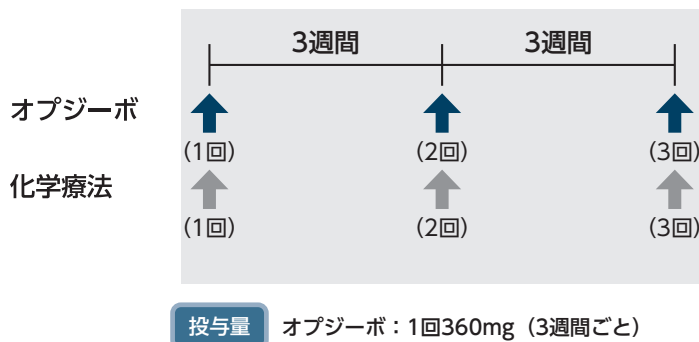 3週間 3週間
オプジーボ
(1回) (2回) (3回)
化学療法
(1回) (2回) (3回)
投与量 オプジーボ：1回360mg（3週間ごと）